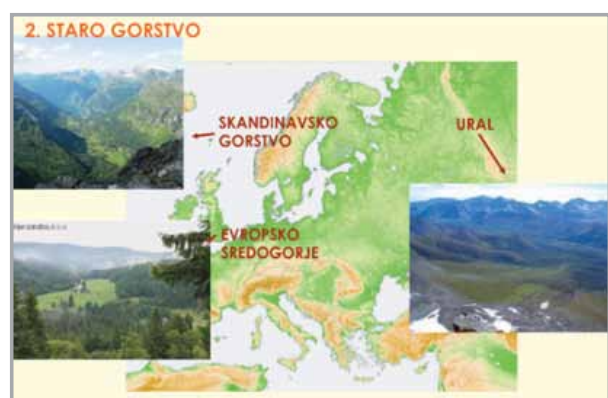 2. STARO GORSTVO
SKANDINAVSKO
GORSTVO
URAL
EVROPSKO
SREDOGORJE